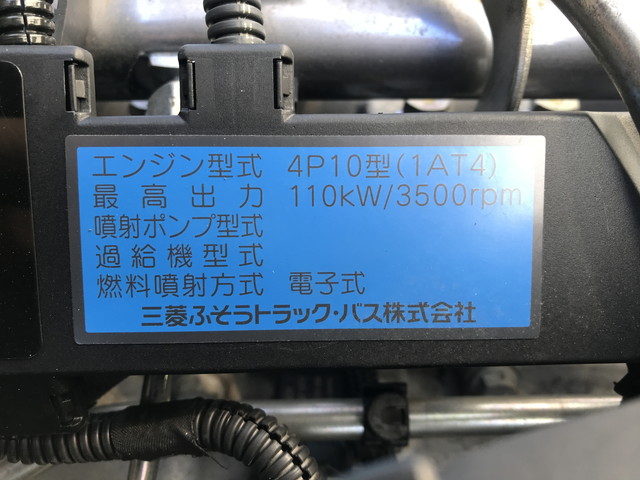 エンジン型式 4P10型(1AT4)
最高出力 110kW/3500rpm
噴射ポンプ型式
過給機型式
燃料噴射方式 電子式
三菱ふそうトラック・バス株式会社